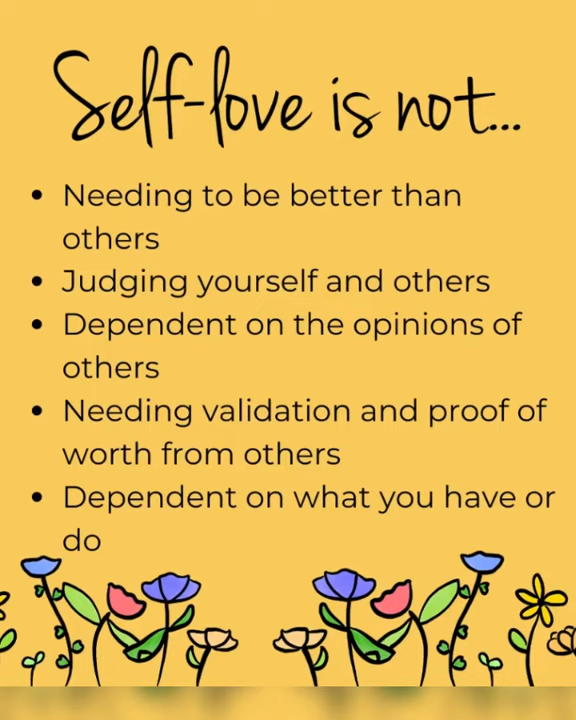 Self-love is not...
• Needing to be better than
others
• Judging yourself and others
• Dependent on the opinions of
others
• Needing validation and proof of
worth from others
• Dependent on what you have or
do